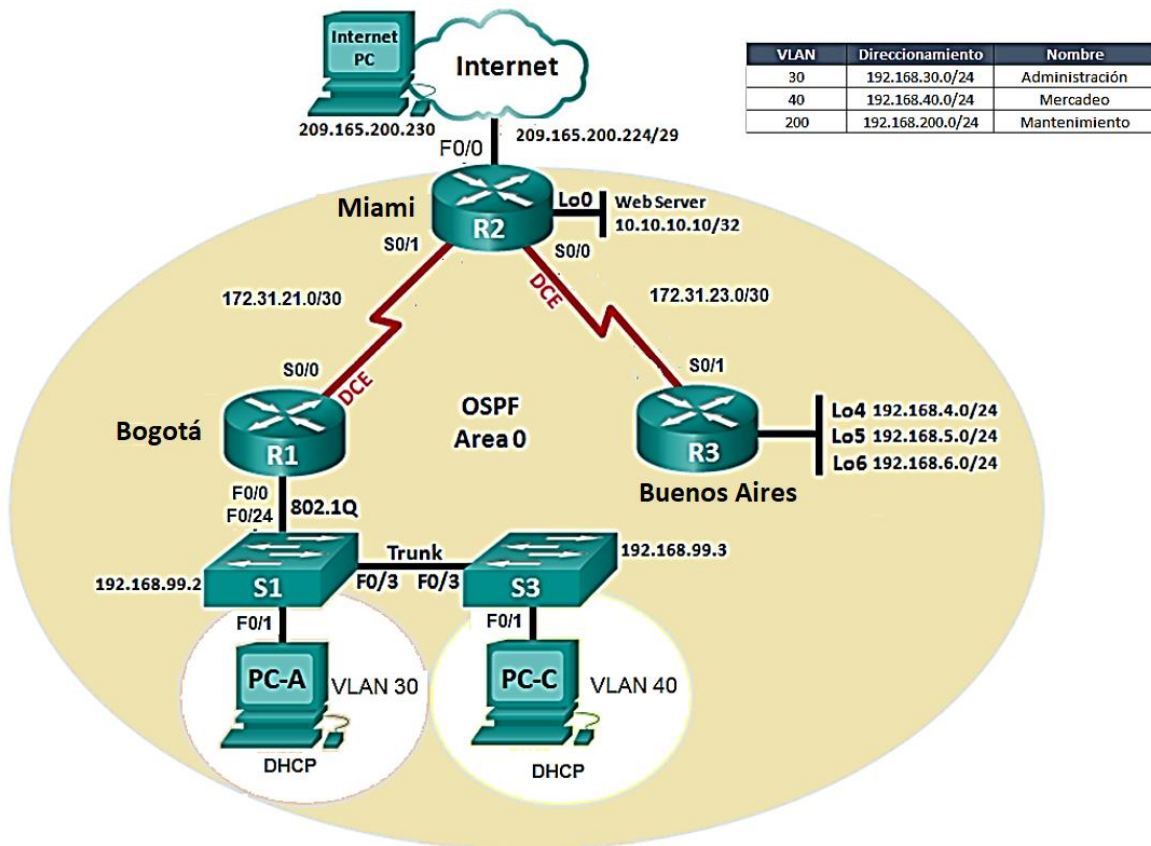 Internet
PC
Internet
209.165.200.230
209.165.200.224/29
F0/0
VLAN Direccionamiento Nombre
30 192.168.30.0/24 Administración
40 192.168.40.0/24 Mercadeo
200 192.168.200.0/24 Mantenimiento
Miami
R2
Lo0
Web Server
10.10.10.10/32
S0/1
S0/0
DCE
172.31.21.0/30
172.31.23.0/30
S0/0
DCE
S0/1
Bogotá
R1
OSPF
Area 0
R3
Buenos Aires
Lo4 192.168.4.0/24
Lo5 192.168.5.0/24
Lo6 192.168.6.0/24
F0/0
F0/24
802.1Q
192.168.99.2
S1
Trunk
F0/3 F0/3
S3
192.168.99.3
F0/1
F0/1
PC-A
VLAN 30
DHCP
PC-C
VLAN 40
DHCP